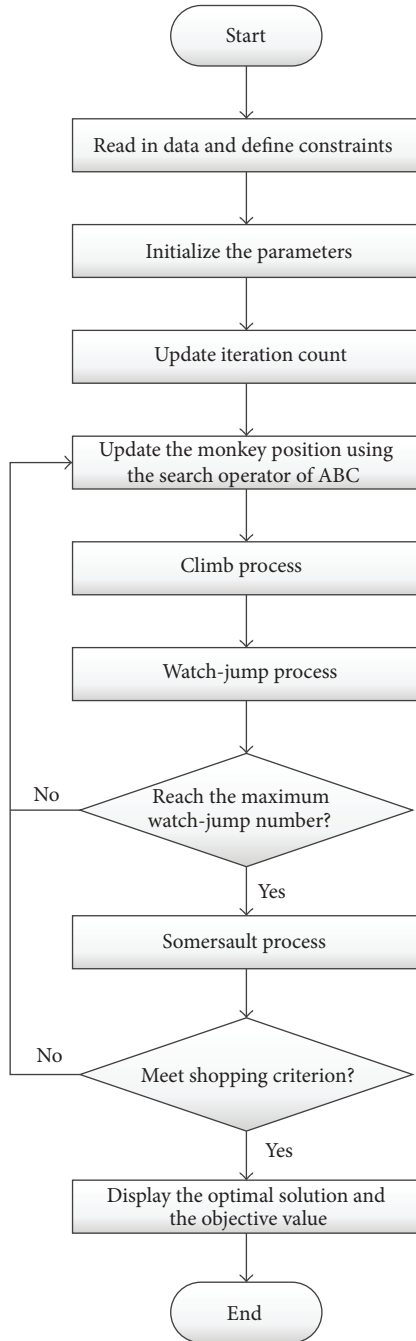 Start
Read in data and define constraints
Initialize the parameters
Update iteration count
Update the monkey position using
the search operator of ABC
Climb process
Watch-jump process
No
Reach the maximum
watch-jump number?
Yes
Somersault process
No
Meet shopping criterion?
Yes
Display the optimal solution and
the objective value
End